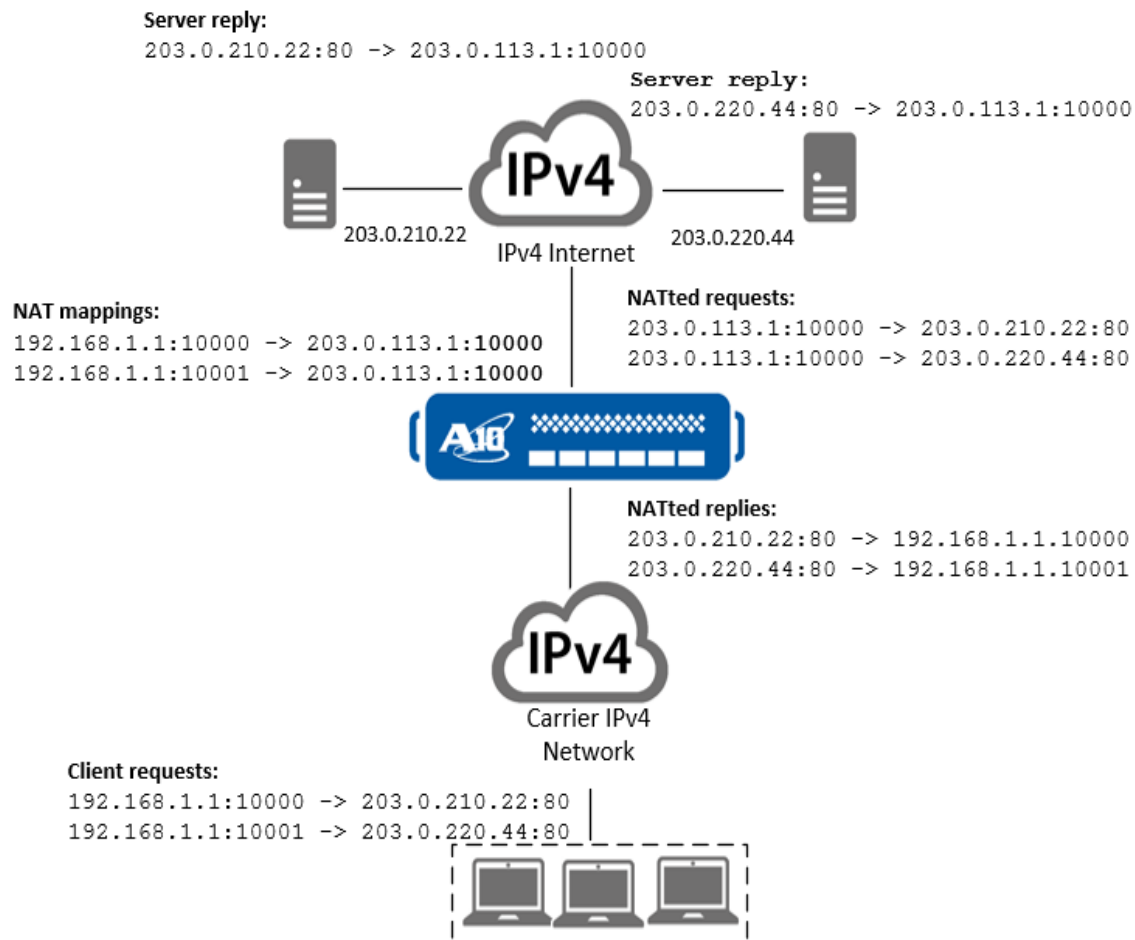 Server reply:
203.0.210.22:80 -> 203.0.113.1:10000
Server reply:
203.0.220.44:80 -> 203.0.113.1:10000
IPv4
203.0.210.22
203.0.220.44
IPv4 Internet
NAT mappings:
192.168.1.1:10000 -> 203.0.113.1:10000
192.168.1.1:10001 -> 203.0.113.1:10000
NATted requests:
203.0.113.1:10000 -> 203.0.210.22:80
203.0.113.1:10000 -> 203.0.220.44:80
A10
NATted replies:
203.0.210.22:80 -> 192.168.1.1.10000
203.0.220.44:80 -> 192.168.1.1.10001
IPv4
Carrier IPv4
Network
Client requests:
192.168.1.1:10000 -> 203.0.210.22:80
192.168.1.1:10001 -> 203.0.220.44:80